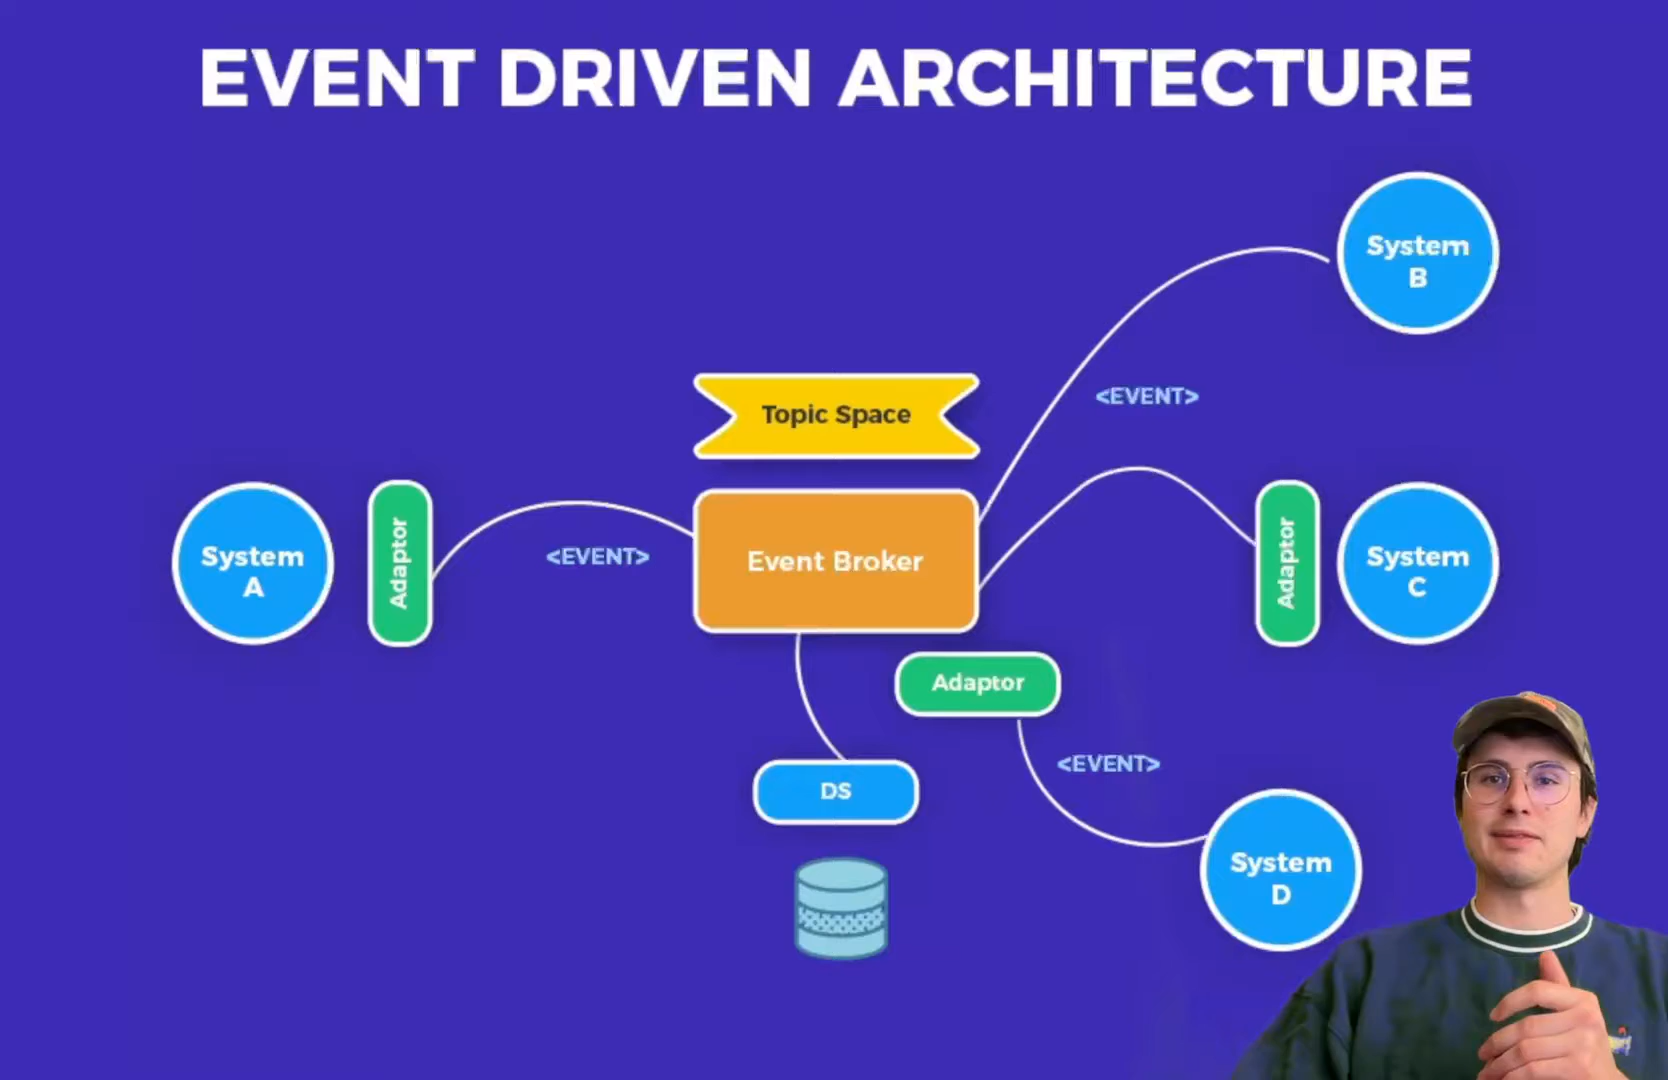 EVENT DRIVEN ARCHITECTURE
System
B
<EVENT>
Topic Space
System
A
Adaptor
<EVENT>
Event Broker
Adaptor
System
C
Adaptor
<EVENT>
DS
System
D